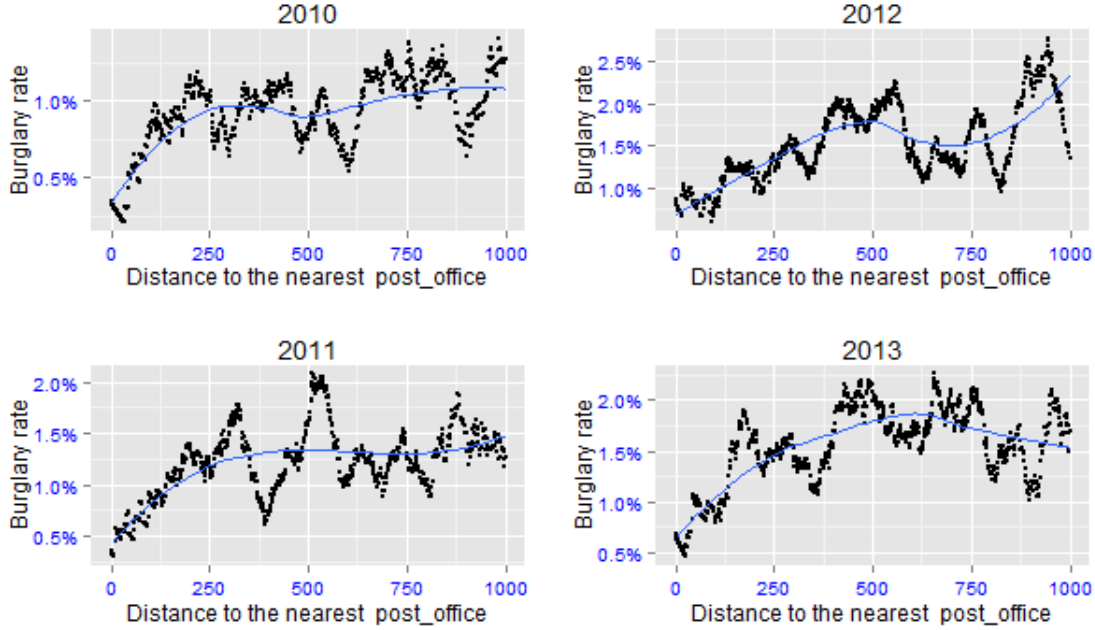 2010
Burglary rate
1.0%
0.5%
0 250 500 750 1000
Distance to the nearest post_office
2012
Burglary rate
2.5%
2.0%
1.5%
1.0%
0 250 500 750 1000
Distance to the nearest post_office
2011
Burglary rate
2.0%
1.5%
1.0%
0.5%
0 250 500 750 1000
Distance to the nearest post_office
2013
Burglary rate
2.0%
1.5%
1.0%
0.5%
0 250 500 750 1000
Distance to the nearest post_office